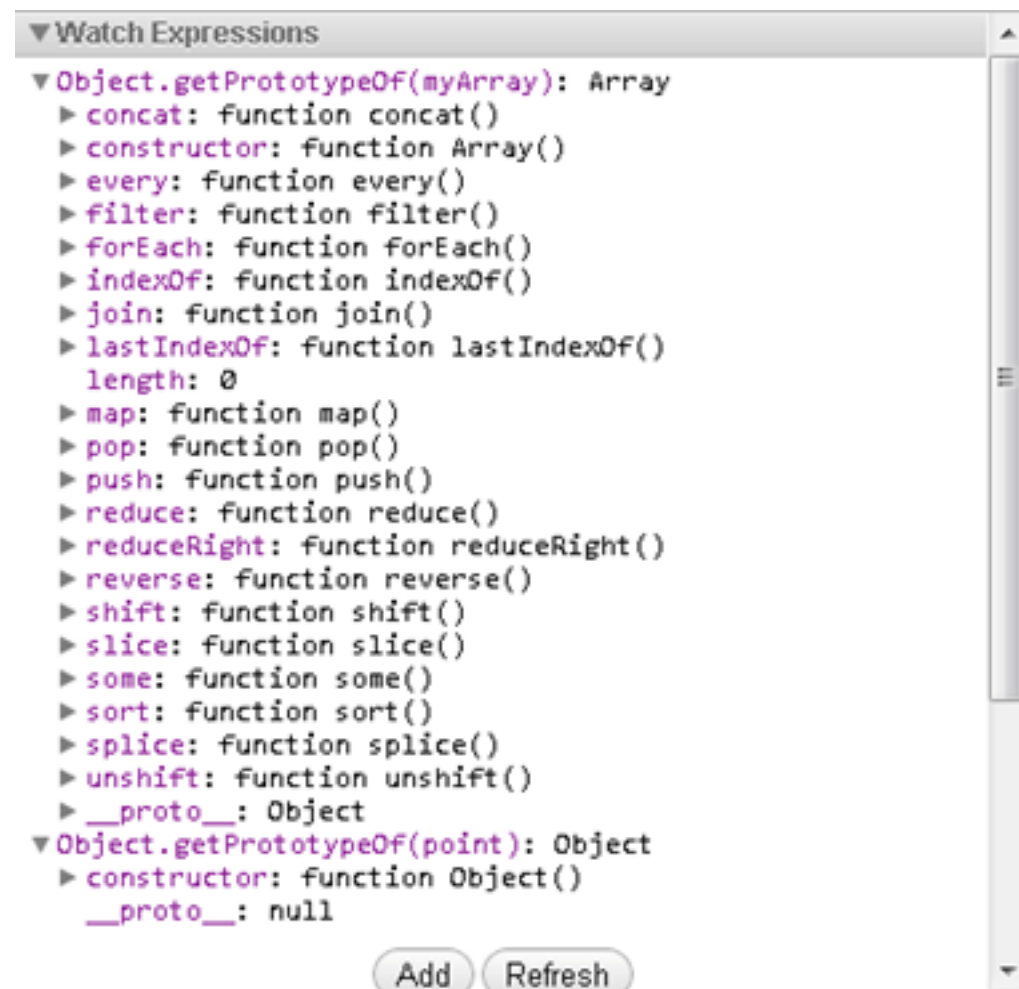 ▼Watch Expressions
▼Object.getPrototypeOf(myArray): Array
▶concat: function concat()
▶constructor: function Array()
▶every: function every()
▶filter: function filter()
▶forEach: function forEach()
▶indexOf: function indexOf()
▶join: function join()
▶lastIndexOf: function lastIndexOf()
length: 0
▶map: function map()
▶pop: function pop()
▶push: function push()
▶reduce: function reduce()
▶reduceRight: function reduceRight()
▶reverse: function reverse()
▶shift: function shift()
▶slice: function slice()
▶some: function some()
▶sort: function sort()
▶splice: function splice()
▶unshift: function unshift()
▶__proto__: Object
▼Object.getPrototypeOf(point): Object
▶constructor: function Object()
__proto__: null
Add Refresh